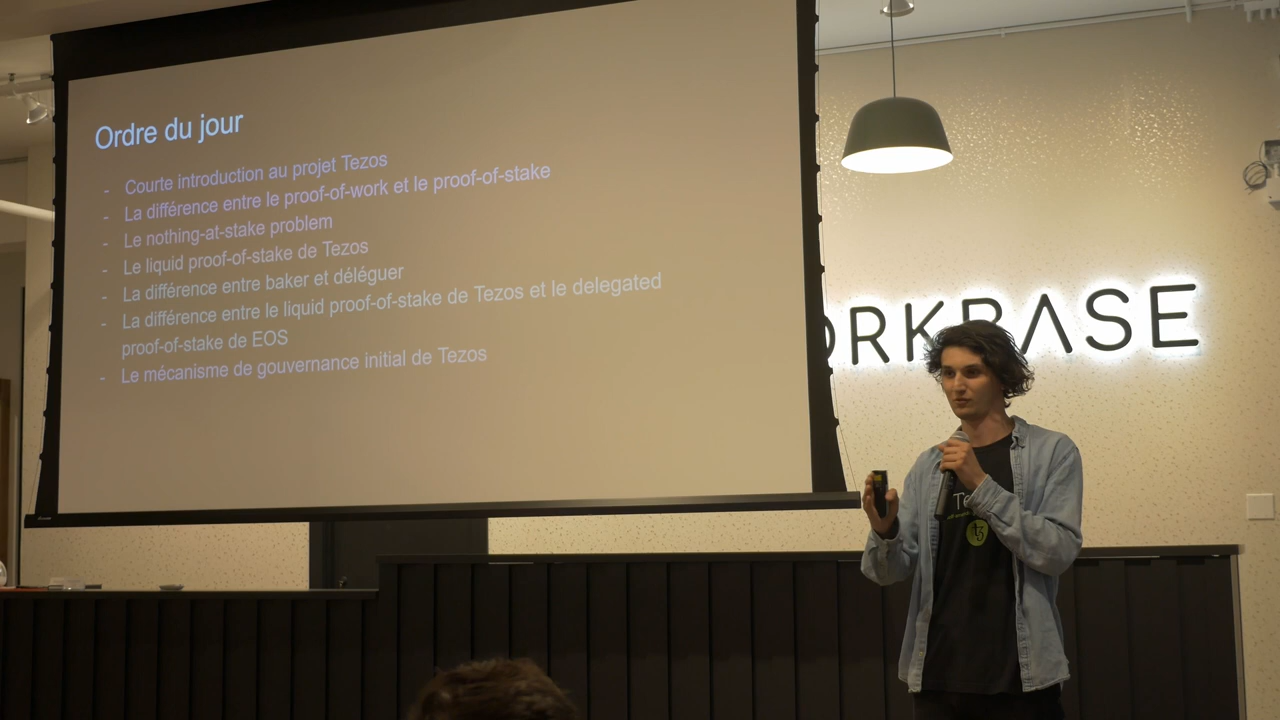 Ordre du jour
- Courte introduction au projet Tezos
- La différence entre le proof-of-work et le proof-of-stake
- Le nothing-at-stake problem
- Le liquid proof-of-stake de Tezos
- La différence entre baker et déléguer
- La différence entre le liquid proof-of-stake de Tezos et le delegated
proof-of-stake de EOS
- Le mécanisme de gouvernance initial de Tezos
ORKBASE
Te